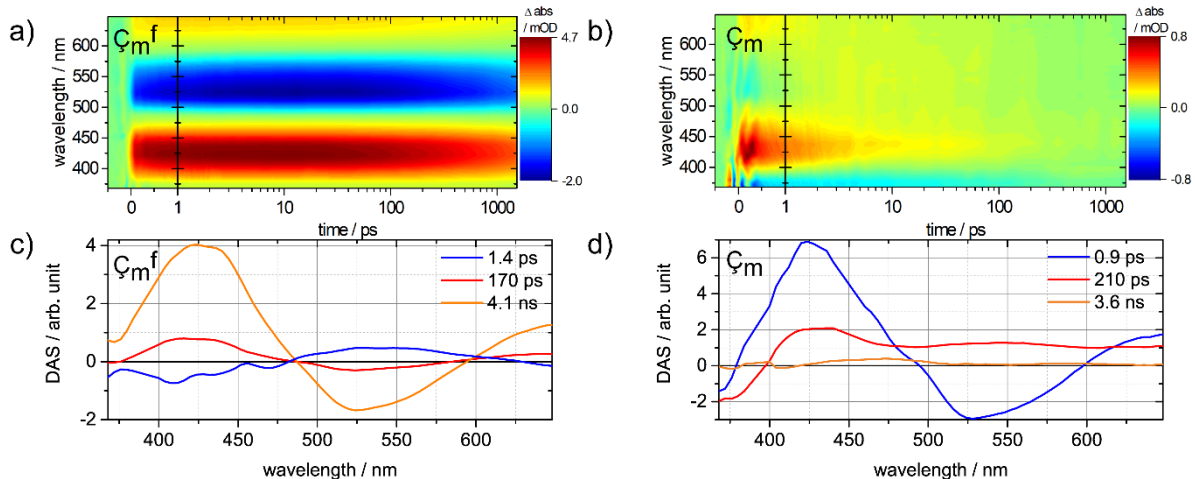 a)
Çmf
wavelength / nm
600
550
500
450
400
0
1
10
100
1000
time / ps
Δ abs
/ mOD
4.7
0.0
-2.0
b)
Çm
wavelength / nm
600
550
500
450
400
0
1
10
100
1000
time / ps
Δ abs
/ mOD
0.8
0.0
-0.8
c)
Çmf
DAS / arb. unit
4
2
0
-2
1.4 ps
170 ps
4.1 ns
400 450 500 550 600
wavelength / nm
d)
Çm
DAS / arb. unit
6
4
2
0
-2
0.9 ps
210 ps
3.6 ns
400 450 500 550 600
wavelength / nm